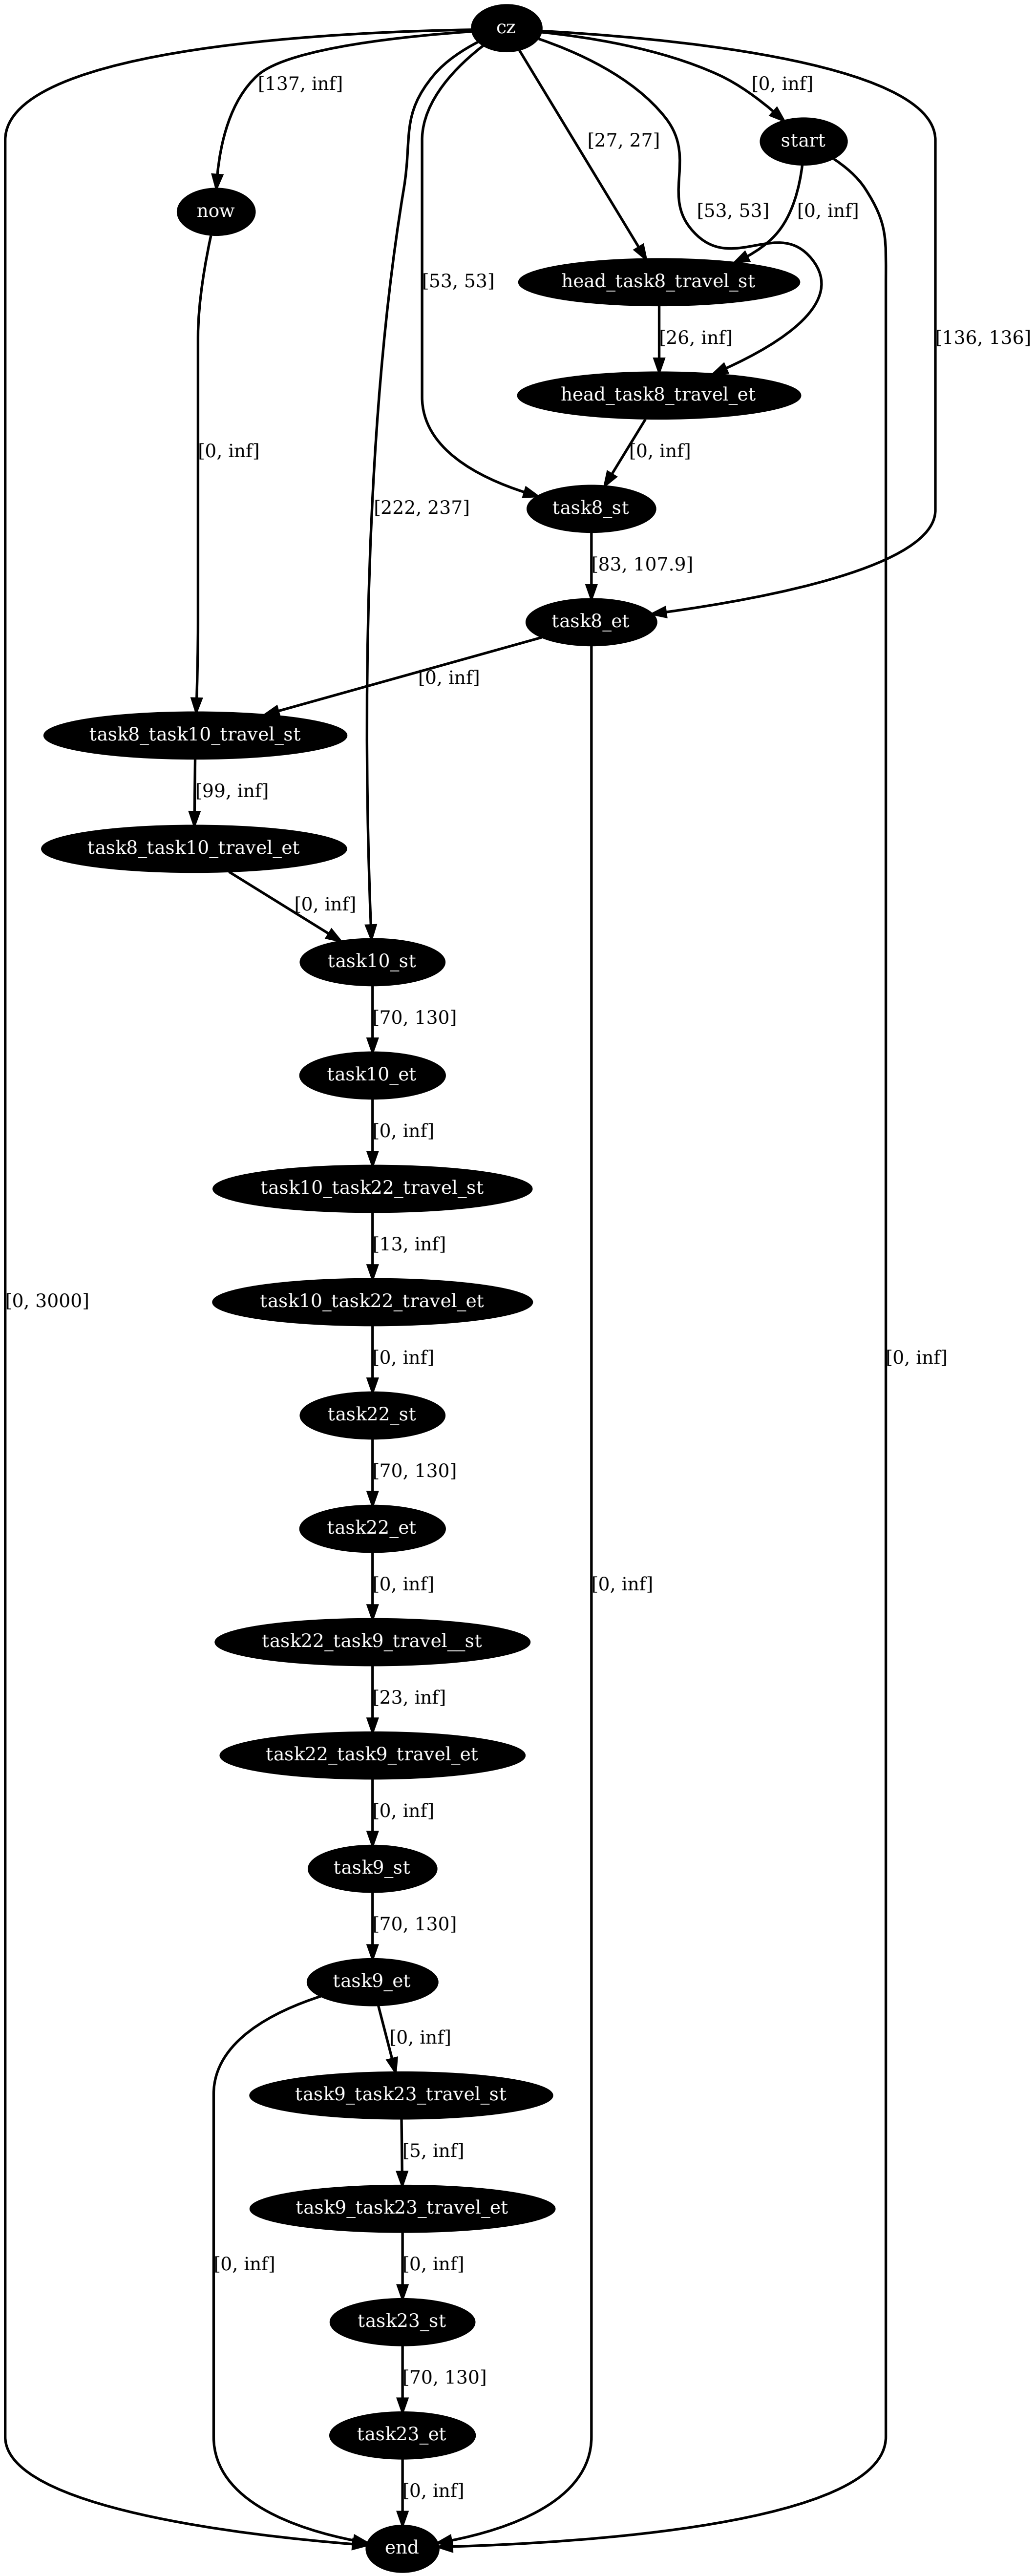 cz
[137, inf]
[0, inf]
start
[27, 27]
now
[53, 53]
[0, inf]
[53, 53]
head_task8_travel_st
[26, inf]
[136, 136]
head_task8_travel_et
[0, inf]
[0, inf]
[222, 237]
task8_st
[83, 107.9]
task8_et
[0, inf]
task8_task10_travel_st
[99, inf]
task8_task10_travel_et
[0, inf]
task10_st
[70, 130]
task10_et
[0, inf]
task10_task22_travel_st
[13, inf]
[0, 3000]
task10_task22_travel_et
[0, inf]
[0, inf]
task22_st
[70, 130]
task22_et
[0, inf]
[0, inf]
task22_task9_travel__st
[23, inf]
task22_task9_travel_et
[0, inf]
task9_st
[70, 130]
task9_et
[0, inf]
task9_task23_travel_st
[5, inf]
task9_task23_travel_et
[0, inf]
[0, inf]
task23_st
[70, 130]
task23_et
[0, inf]
end